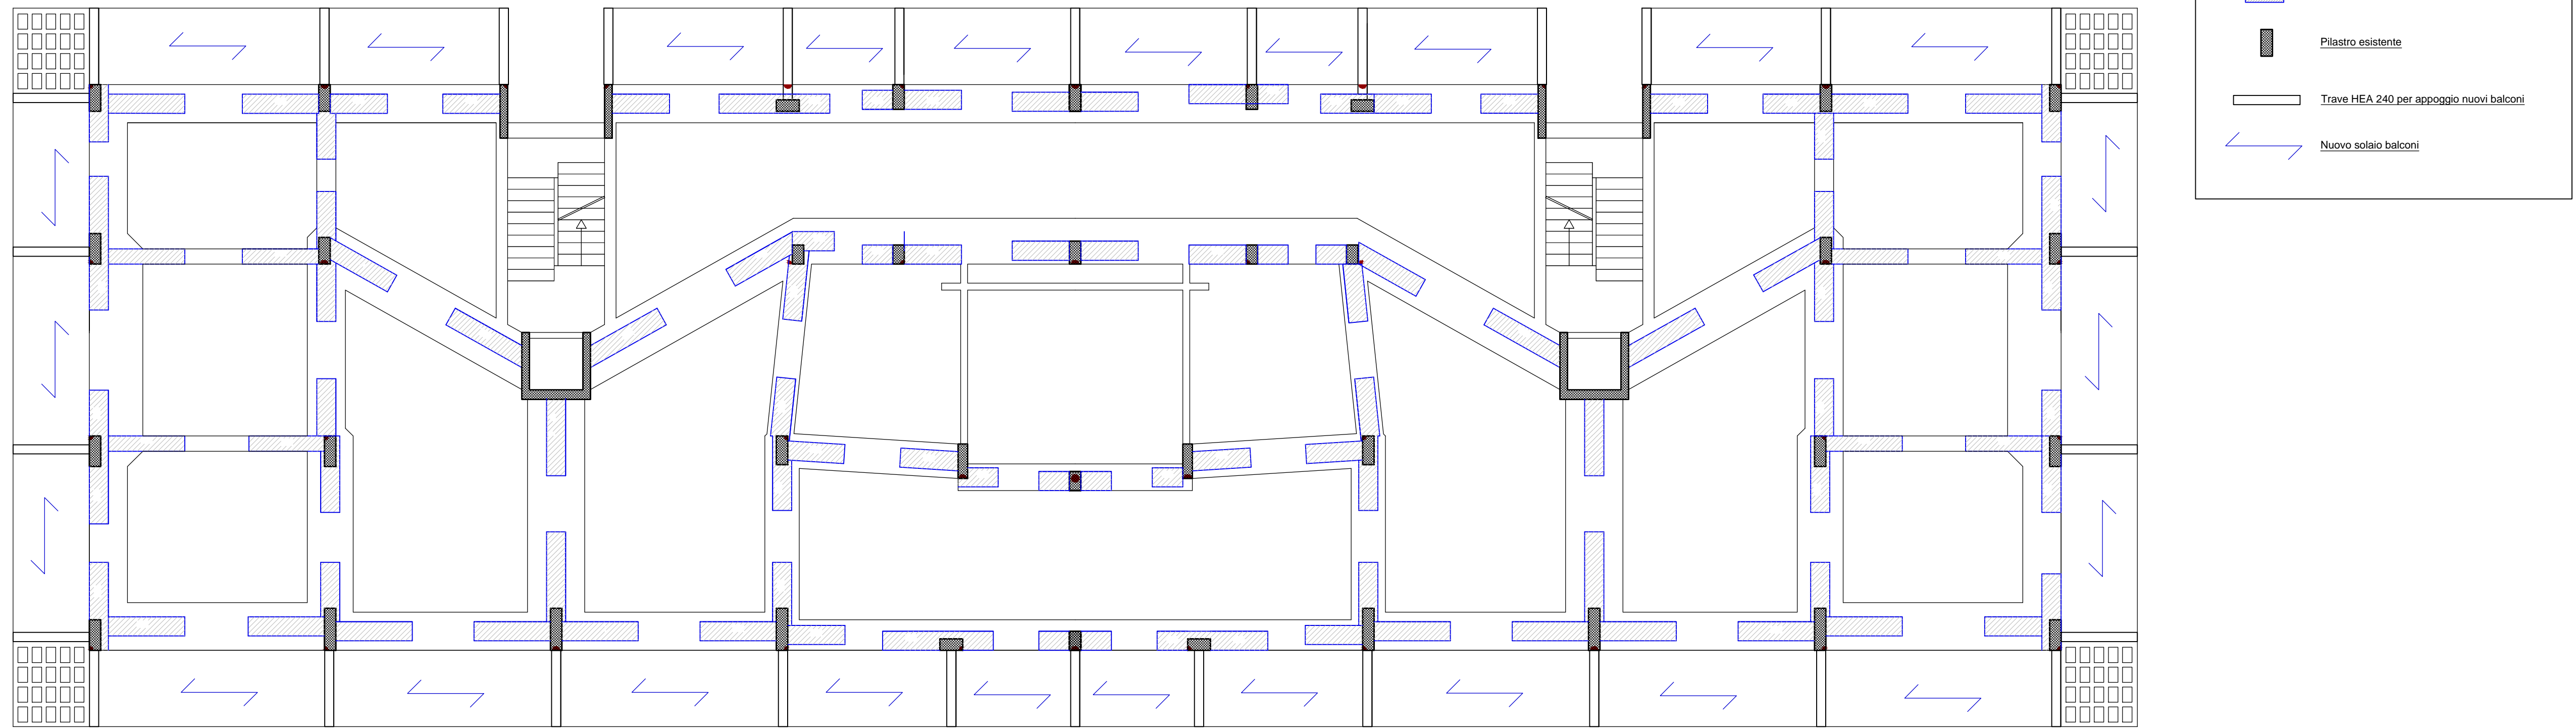 Pilastro esistente
Trave HEA 240 per appoggio nuovi balconi
Nuovo solaio balconi